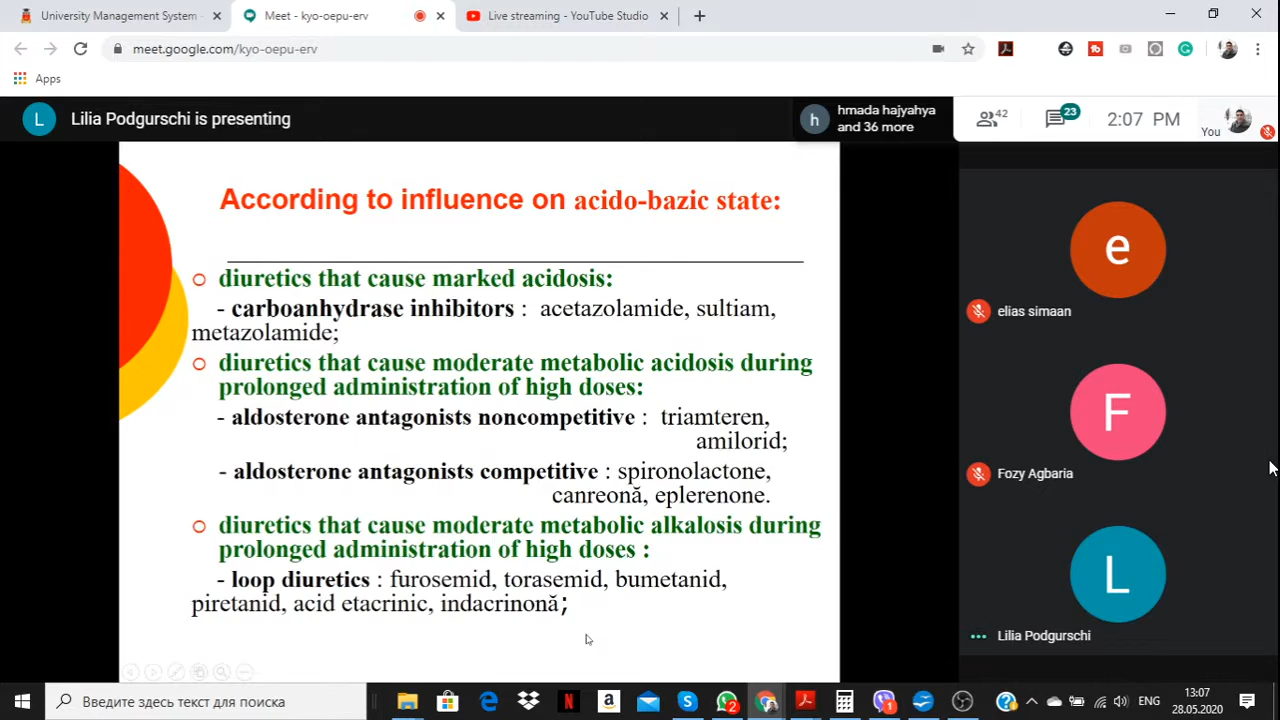 University Management System -
Meet - kyo-oepu-erv
Live streaming - YouTube Studio
meet.google.com/kyo-oepu-erv
Apps
L
Lilia Podgurschi is presenting
h
hmada hajyahya
and 36 more
42
23
2:07 PM
You
According to influence on acido-bazic state:
diuretics that cause marked acidosis:
- carboanhydrase inhibitors : acetazolamide, sultiam,
metazolamide;
diuretics that cause moderate metabolic acidosis during
prolonged administration of high doses:
- aldosterone antagonists noncompetitive : triamteren,
amilorid;
- aldosterone antagonists competitive : spironolactone,
canreonă, eplerenone.
diuretics that cause moderate metabolic alkalosis during
prolonged administration of high doses :
- loop diuretics : furosemid, torasemid, bumetanid,
piretanid, acid etacrinic, indacrinonă;
e
elias simaan
F
Fozy Agbaria
L
Lilia Podgurschi
Введите здесь текст для поиска
2
1
ENG
13:07
28.05.2020